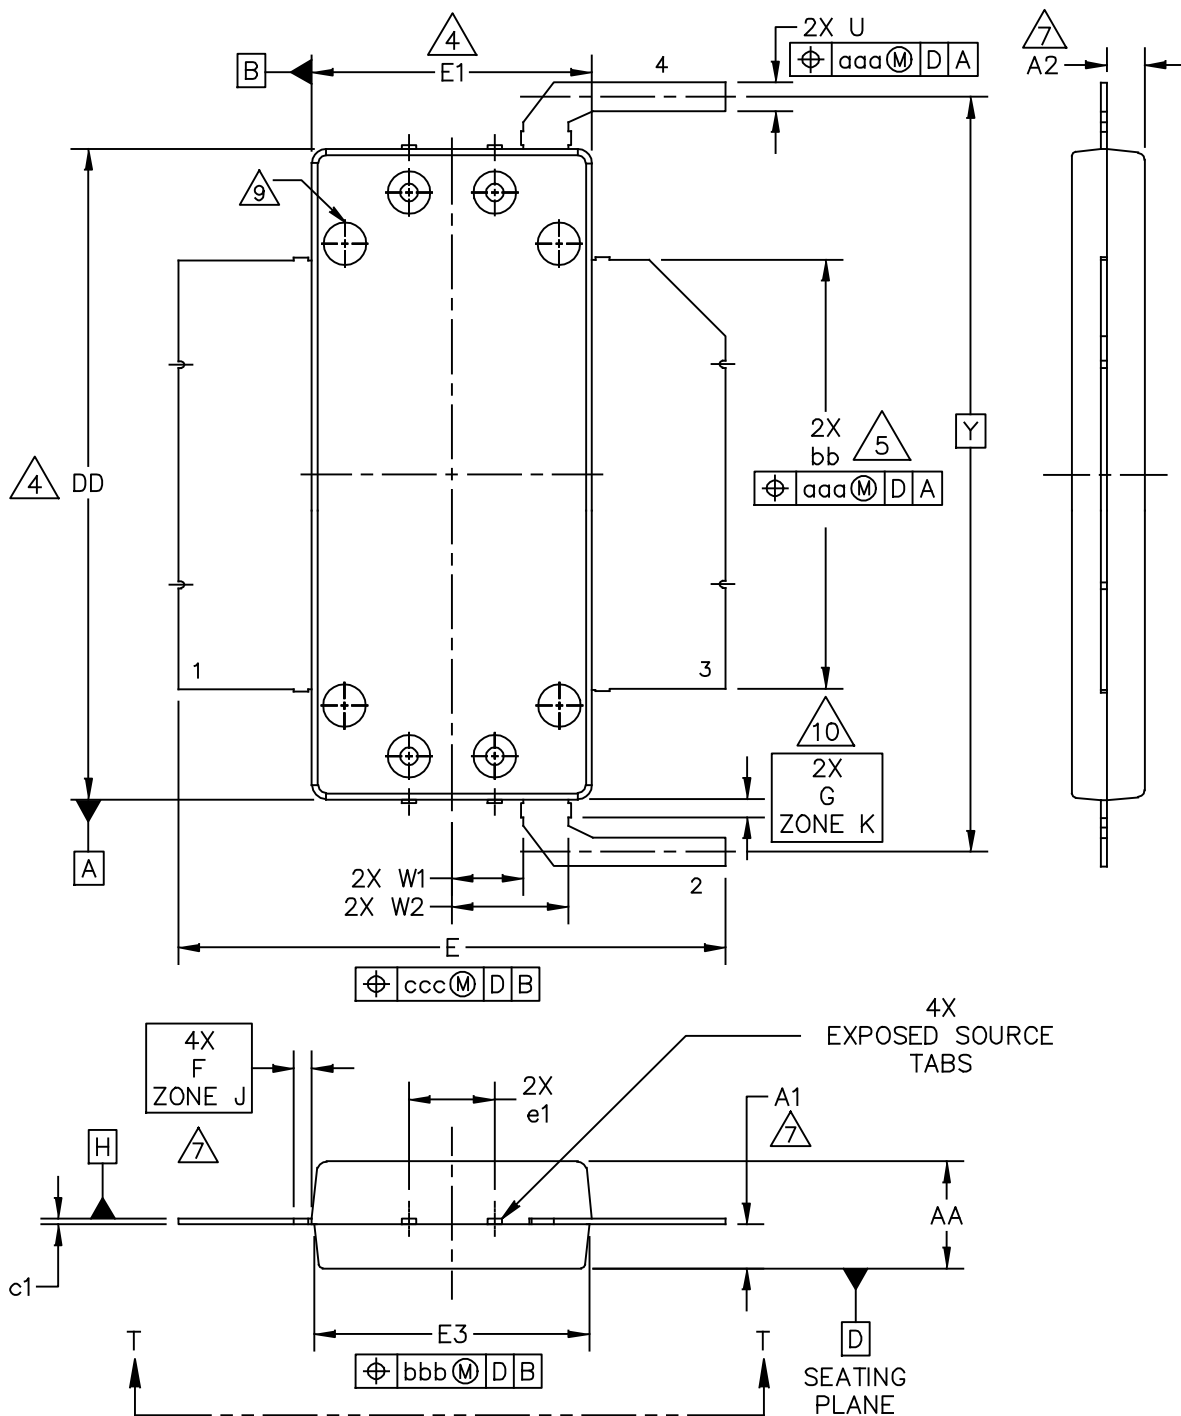 4
B
E1
4
2X U
⌖ aaa Ⓜ D A
7
A2
9
4
DD
2X
bb
5
⌖ aaa Ⓜ D A
Y
1
3
10
2X
G
ZONE K
A
2X W1
2X W2
2
E
⌖ ccc Ⓜ D B
4X
F
ZONE J
7
4X
EXPOSED SOURCE
TABS
2X
e1
A1
7
H
AA
c1
E3
⌖ bbb Ⓜ D B
T
T
D
SEATING
PLANE